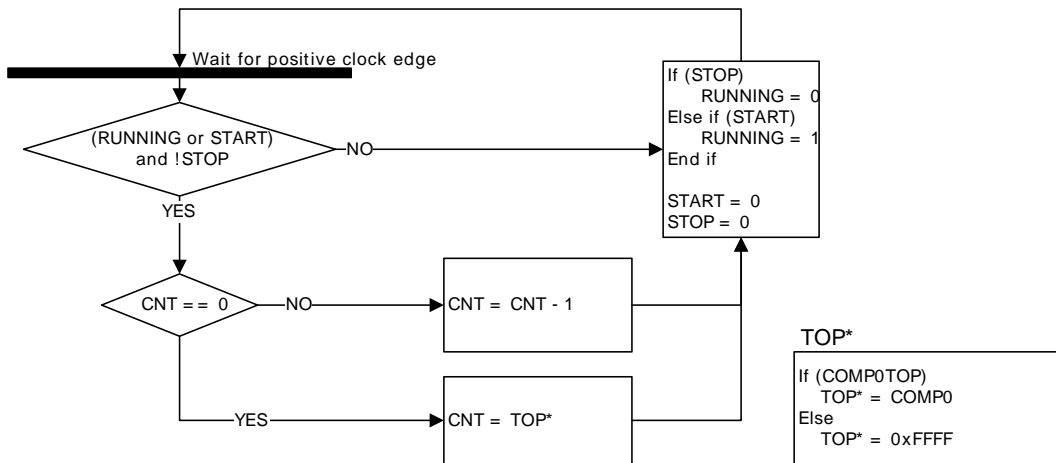 Wait for positive clock edge
(RUNNING or START)
and !STOP
NO
YES
If (STOP)
RUNNING = 0
Else if (START)
RUNNING = 1
End if
START = 0
STOP = 0
CNT == 0
NO
CNT = CNT - 1
YES
CNT = TOP*
TOP*
If (COMP0TOP)
TOP* = COMP0
Else
TOP* = 0xFFFF